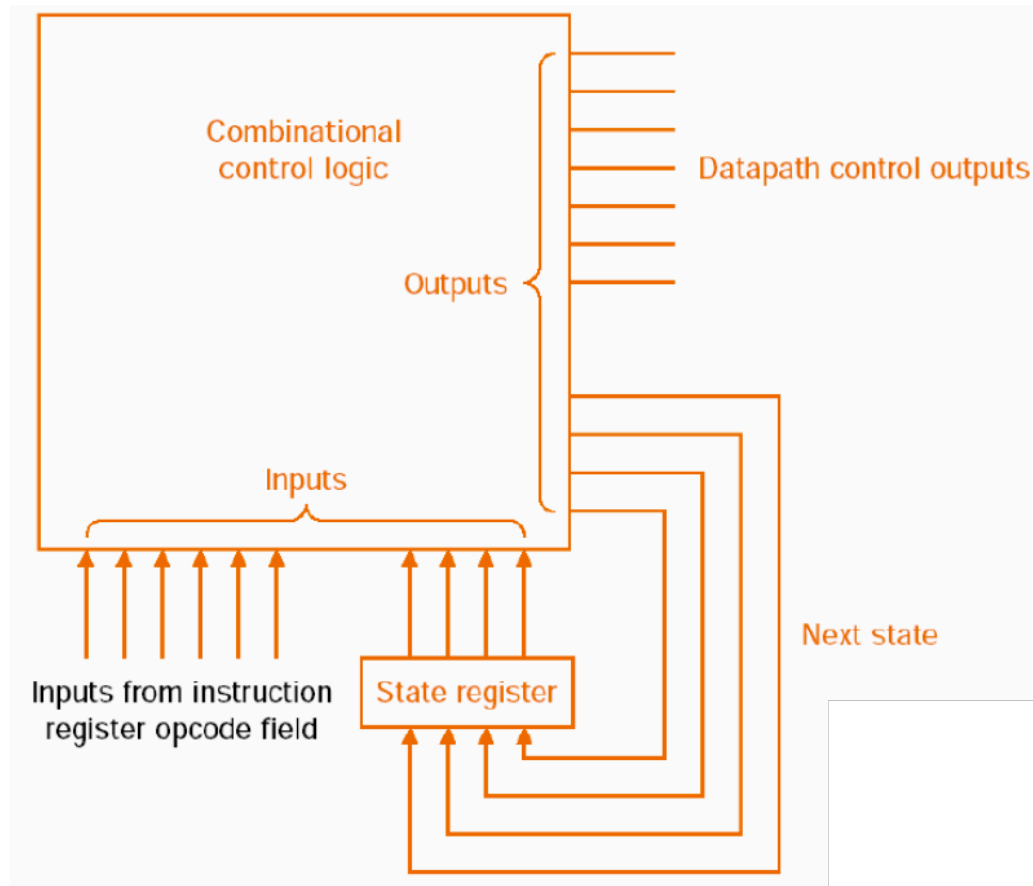 Combinational
control logic
Datapath control outputs
Outputs
Inputs
Next state
Inputs from instruction
register opcode field
State register